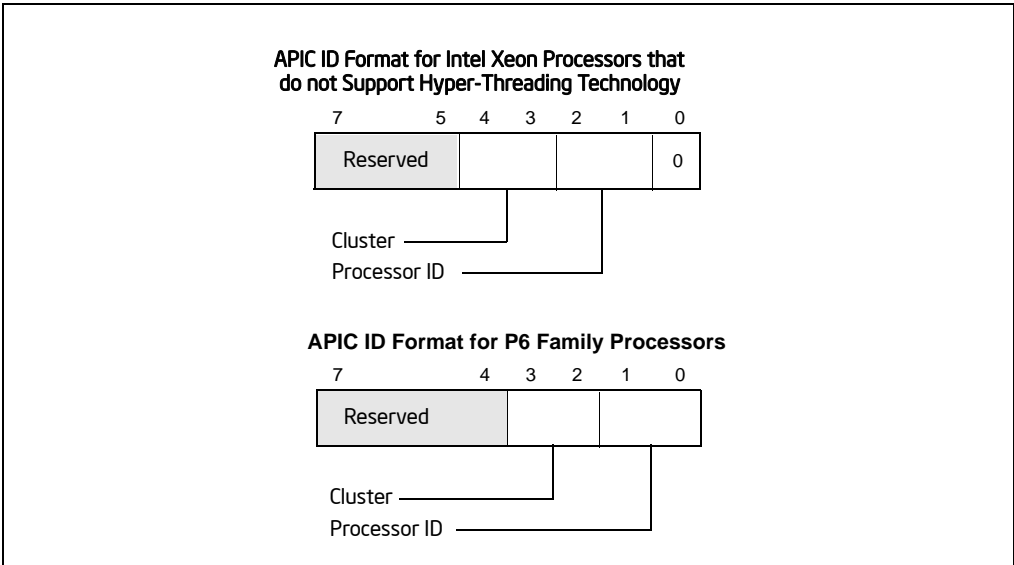 APIC ID Format for Intel Xeon Processors that
do not Support Hyper-Threading Technology
7 5 4 3 2 1 0
Reserved 0
Cluster
Processor ID
APIC ID Format for P6 Family Processors
7 4 3 2 1 0
Reserved
Cluster
Processor ID